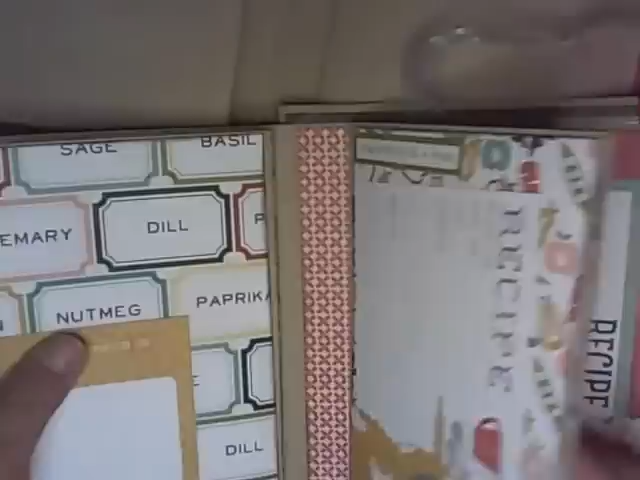 SAGE
BASIL
EMARY
DILL
P
NUTMEG
PAPRIKA
E
DILL
RECIPE
RECIPE